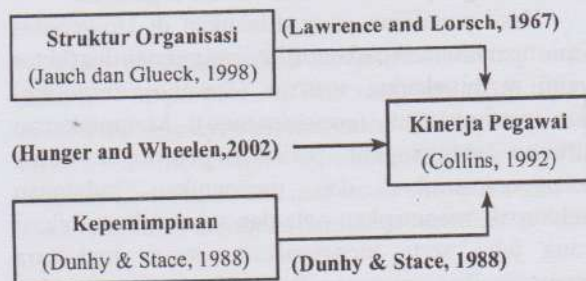 Struktur Organisasi
(Jauch dan Glueck, 1998)
(Lawrence and Lorsch, 1967)
(Hunger and Wheelen,2002)
Kinerja Pegawai
(Collins, 1992)
Kepemimpinan
(Dunhy & Stace, 1988)
(Dunhy & Stace, 1988)